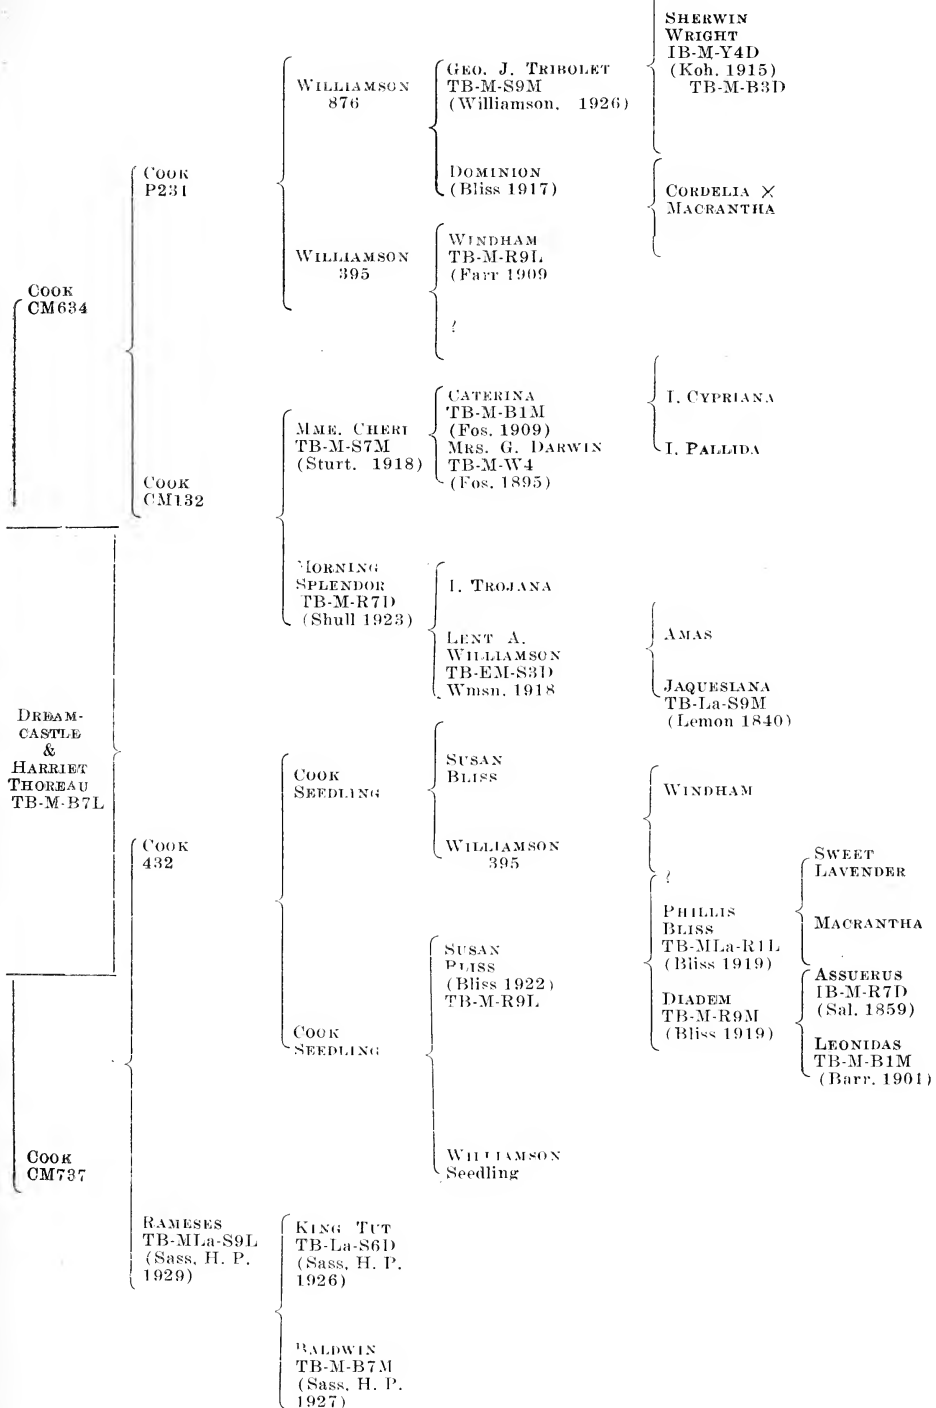 SHERWIN
WRIGHT
IB-M-Y4D
(Koh. 1915)
TB-M-B3D
WILLIAMSON
876
GEO. J. TRIBOLET
TB-M-S9M
(Williamson, 1926)
DOMINION
(Bliss 1917)
COOK
P231
CORDELIA X
MACRANTHA
WILLIAMSON
395
WINDHAM
TB-M-R9L
(Farr 1909
?
COOK
CM634
CATERINA
TB-M-B1M
(Fos. 1909)
MRS. G. DARWIN
TB-M-W4
(Fos. 1895)
I. CYPRIANA
I. PALLIDA
MME. CHERI
TB-M-S7M
(Sturt. 1918)
COOK
CM132
MORNING
SPLENDOR
TB-M-R7D
(Shull 1923)
I. TROJANA
LENT A.
WILLIAMSON
TB-EM-S3D
Wmsn. 1918
AMAS
JAQUESIANA
TB-La-S9M
(Lemon 1840)
DREAM-
CASTLE
&
HARRIET
THOREAU
TB-M-B7L
COOK
SEEDLING
SUSAN
BLISS
WINDHAM
WILLIAMSON
395
?
COOK
432
SWEET
LAVENDER
MACRANTHA
PHILLIS
BLISS
TB-MLa-R1L
(Bliss 1919)
SUSAN
BLISS
(Bliss 1922)
TB-M-R9L
DIADEM
TB-M-R9M
(Bliss 1919)
ASSUERUS
IB-M-R7D
(Sal. 1859)
LEONIDAS
TB-M-B1M
(Barr. 1901)
COOK
SEEDLING
WILLIAMSON
Seedling
COOK
CM737
RAMESES
TB-MLa-S9L
(Sass, H. P.
1929)
KING TUT
TB-La-S6D
(Sass, H. P.
1926)
BALDWIN
TB-M-B7M
(Sass, H. P.
1927)